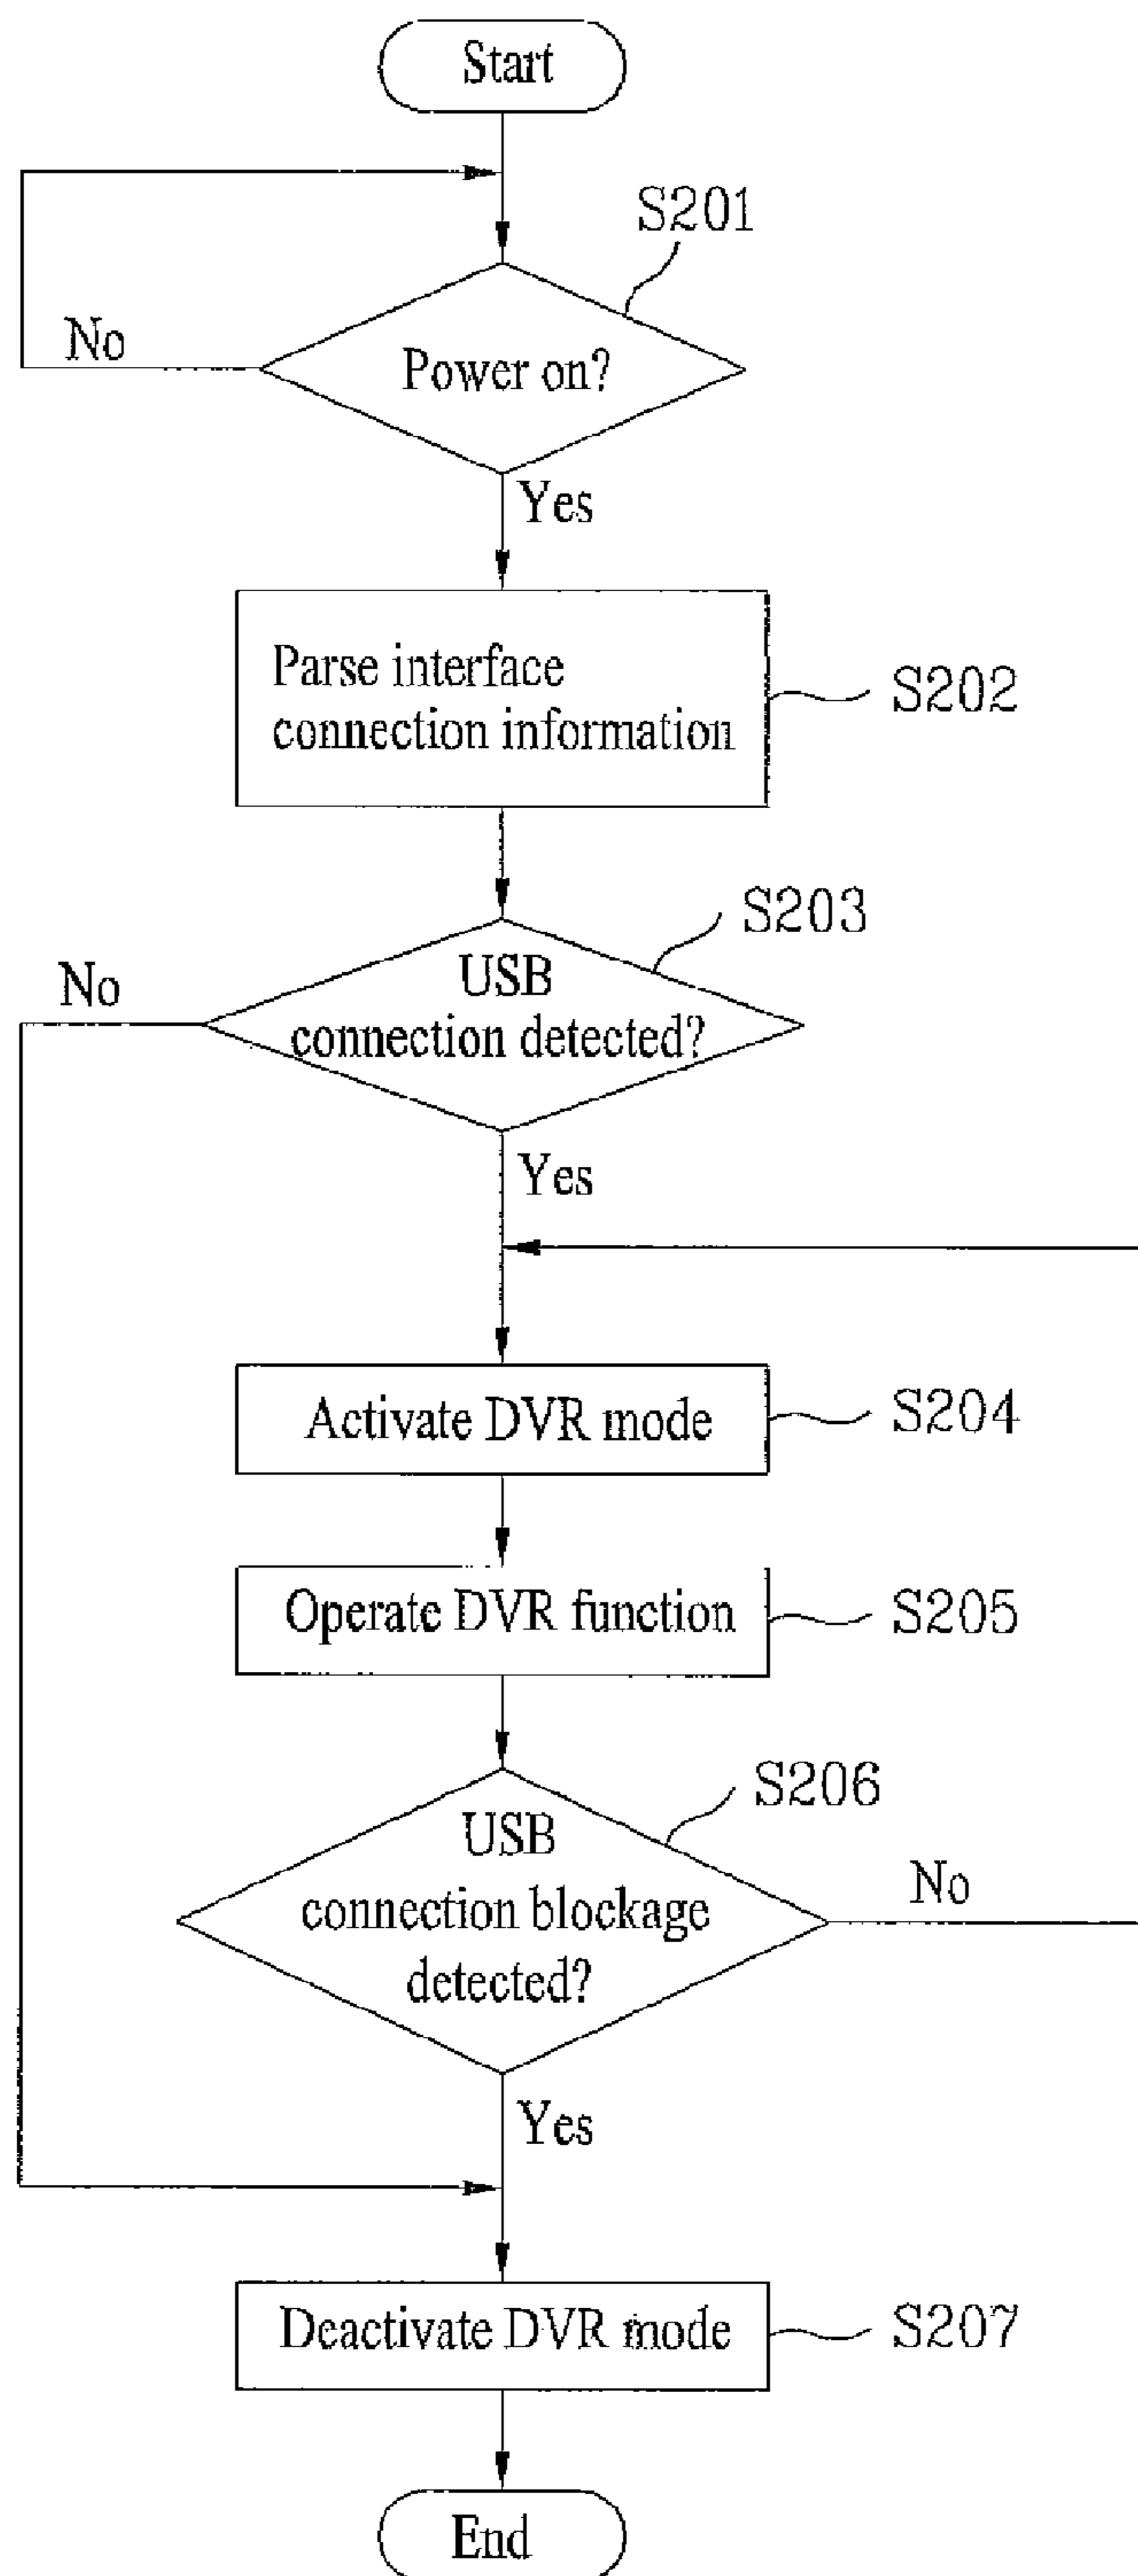 Start
S201
No
Power on?
Yes
Parse interface
connection information
S202
S203
No
USB
connection detected?
Yes
Activate DVR mode
S204
Operate DVR function
S205
S206
USB
connection blockage
detected?
No
Yes
Deactivate DVR mode
S207
End